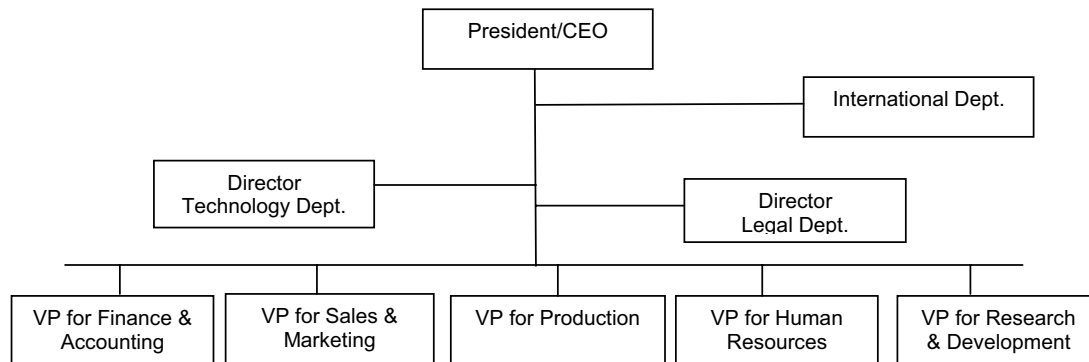 President/CEO
International Dept.
Director
Technology Dept.
Director
Legal Dept.
VP for Finance &
Accounting
VP for Sales &
Marketing
VP for Production
VP for Human
Resources
VP for Research
& Development